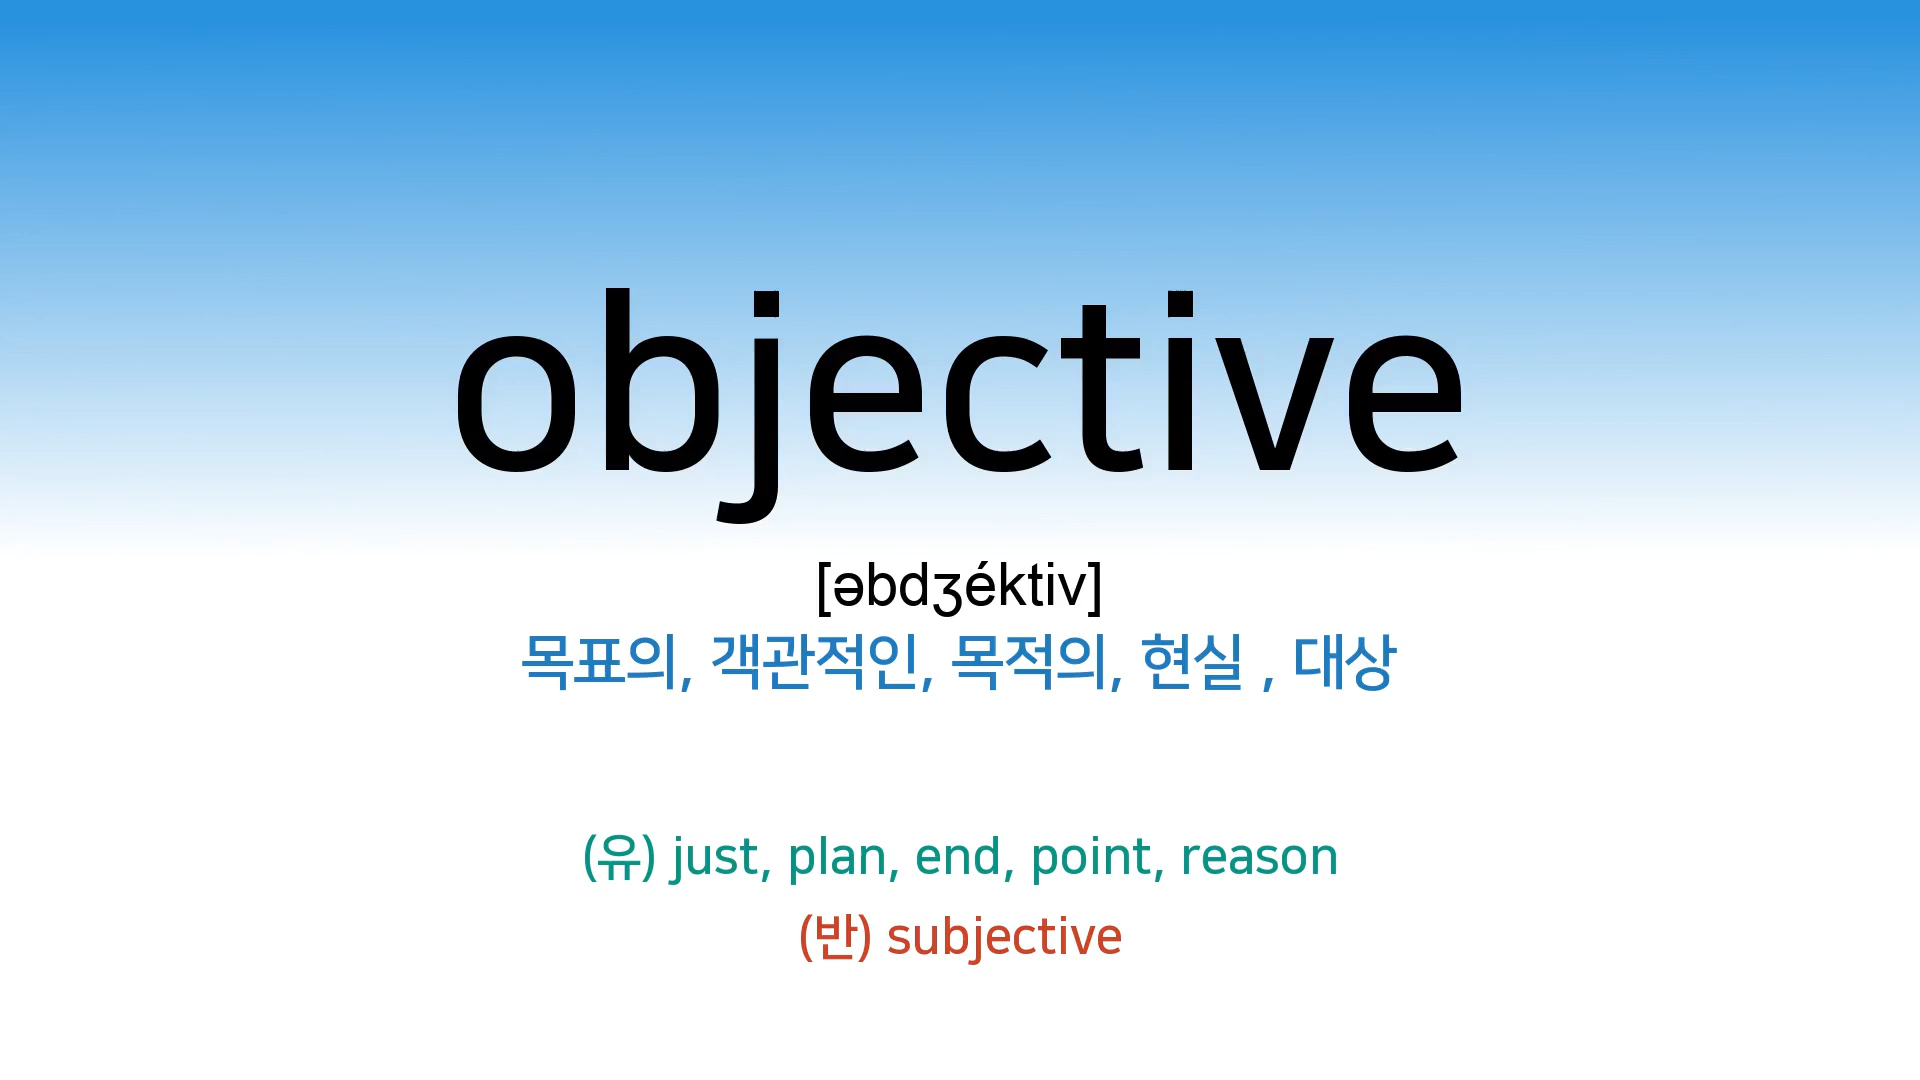 objective
[əbdʒéktiv]
목표의, 객관적인, 목적의, 현실 , 대상
(유) just, plan, end, point, reason
(반) subjective